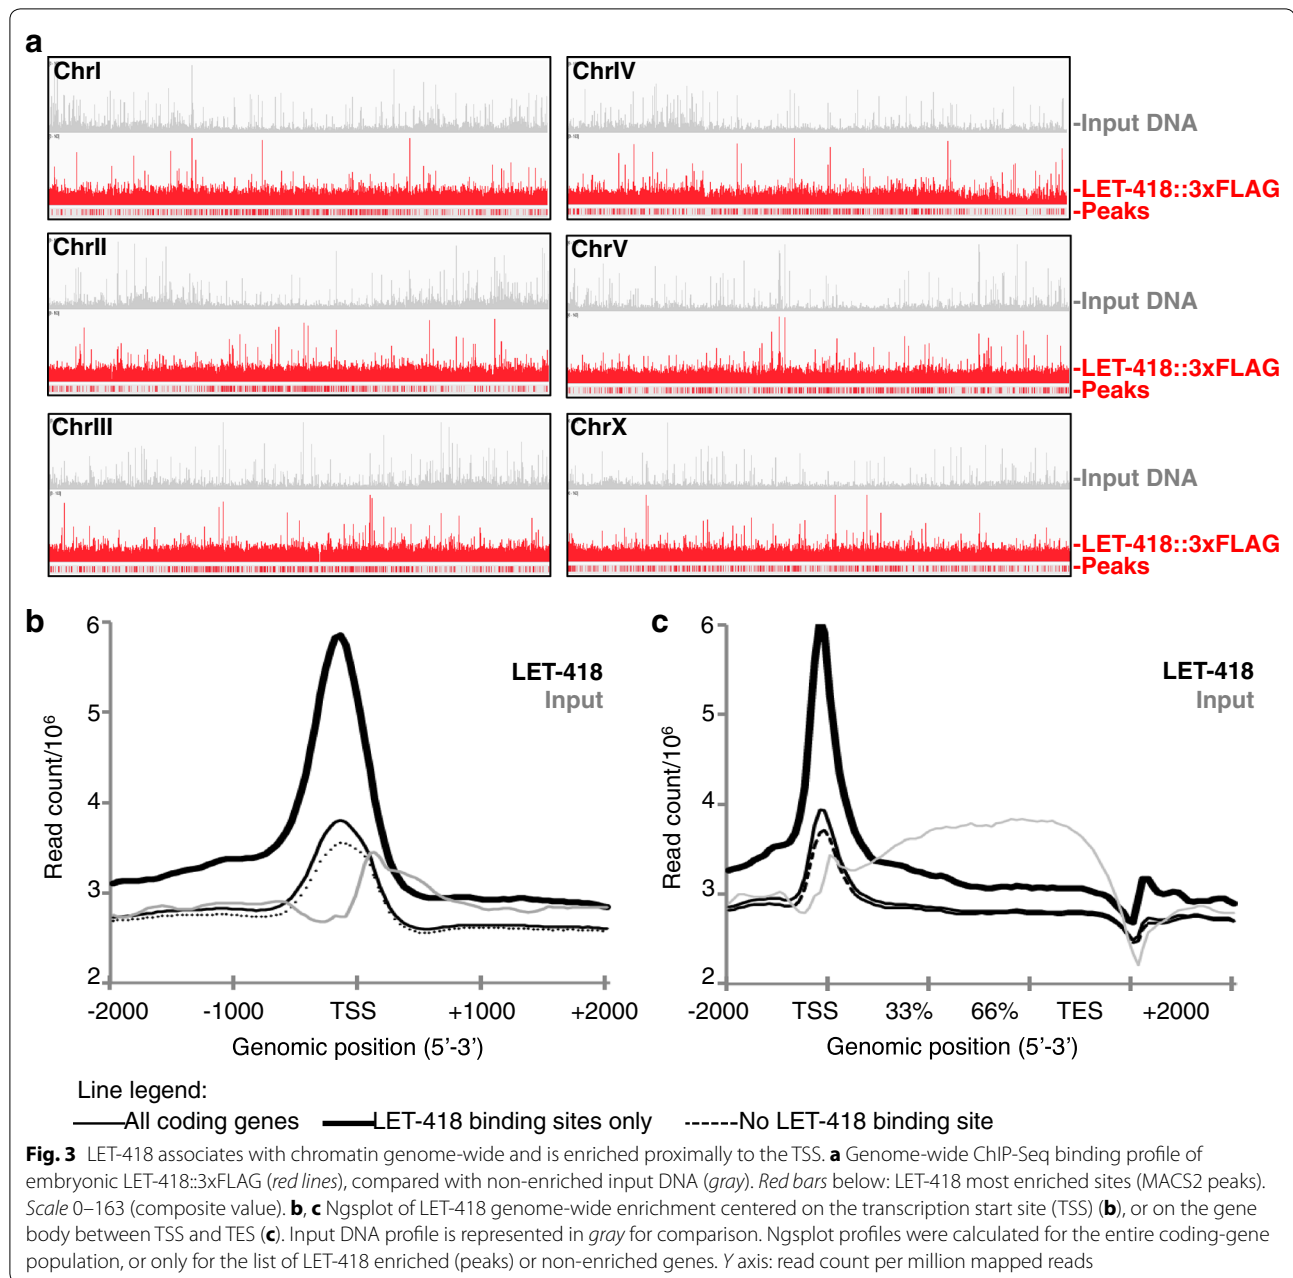 a
ChrI
ChrIV
-Input DNA
-LET-418::3xFLAG
-Peaks
ChrII
ChrV
-Input DNA
-LET-418::3xFLAG
-Peaks
ChrIII
ChrX
-Input DNA
-LET-418::3xFLAG
-Peaks
b
6
5
4
3
2
Read count/10⁶
LET-418
Input
-2000
-1000
TSS
+1000
+2000
Genomic position (5'-3')
c
6
5
4
3
2
Read count/10⁶
LET-418
Input
-2000
TSS
33%
66%
TES
+2000
Genomic position (5'-3')
Line legend:
All coding genes
LET-418 binding sites only
No LET-418 binding site
Fig. 3 LET-418 associates with chromatin genome-wide and is enriched proximally to the TSS. a Genome-wide ChIP-Seq binding profile of
embryonic LET-418::3xFLAG (red lines), compared with non-enriched input DNA (gray). Red bars below: LET-418 most enriched sites (MACS2 peaks).
Scale 0–163 (composite value). b, c Ngsplot of LET-418 genome-wide enrichment centered on the transcription start site (TSS) (b), or on the gene
body between TSS and TES (c). Input DNA profile is represented in gray for comparison. Ngsplot profiles were calculated for the entire coding-gene
population, or only for the list of LET-418 enriched (peaks) or non-enriched genes. Y axis: read count per million mapped reads